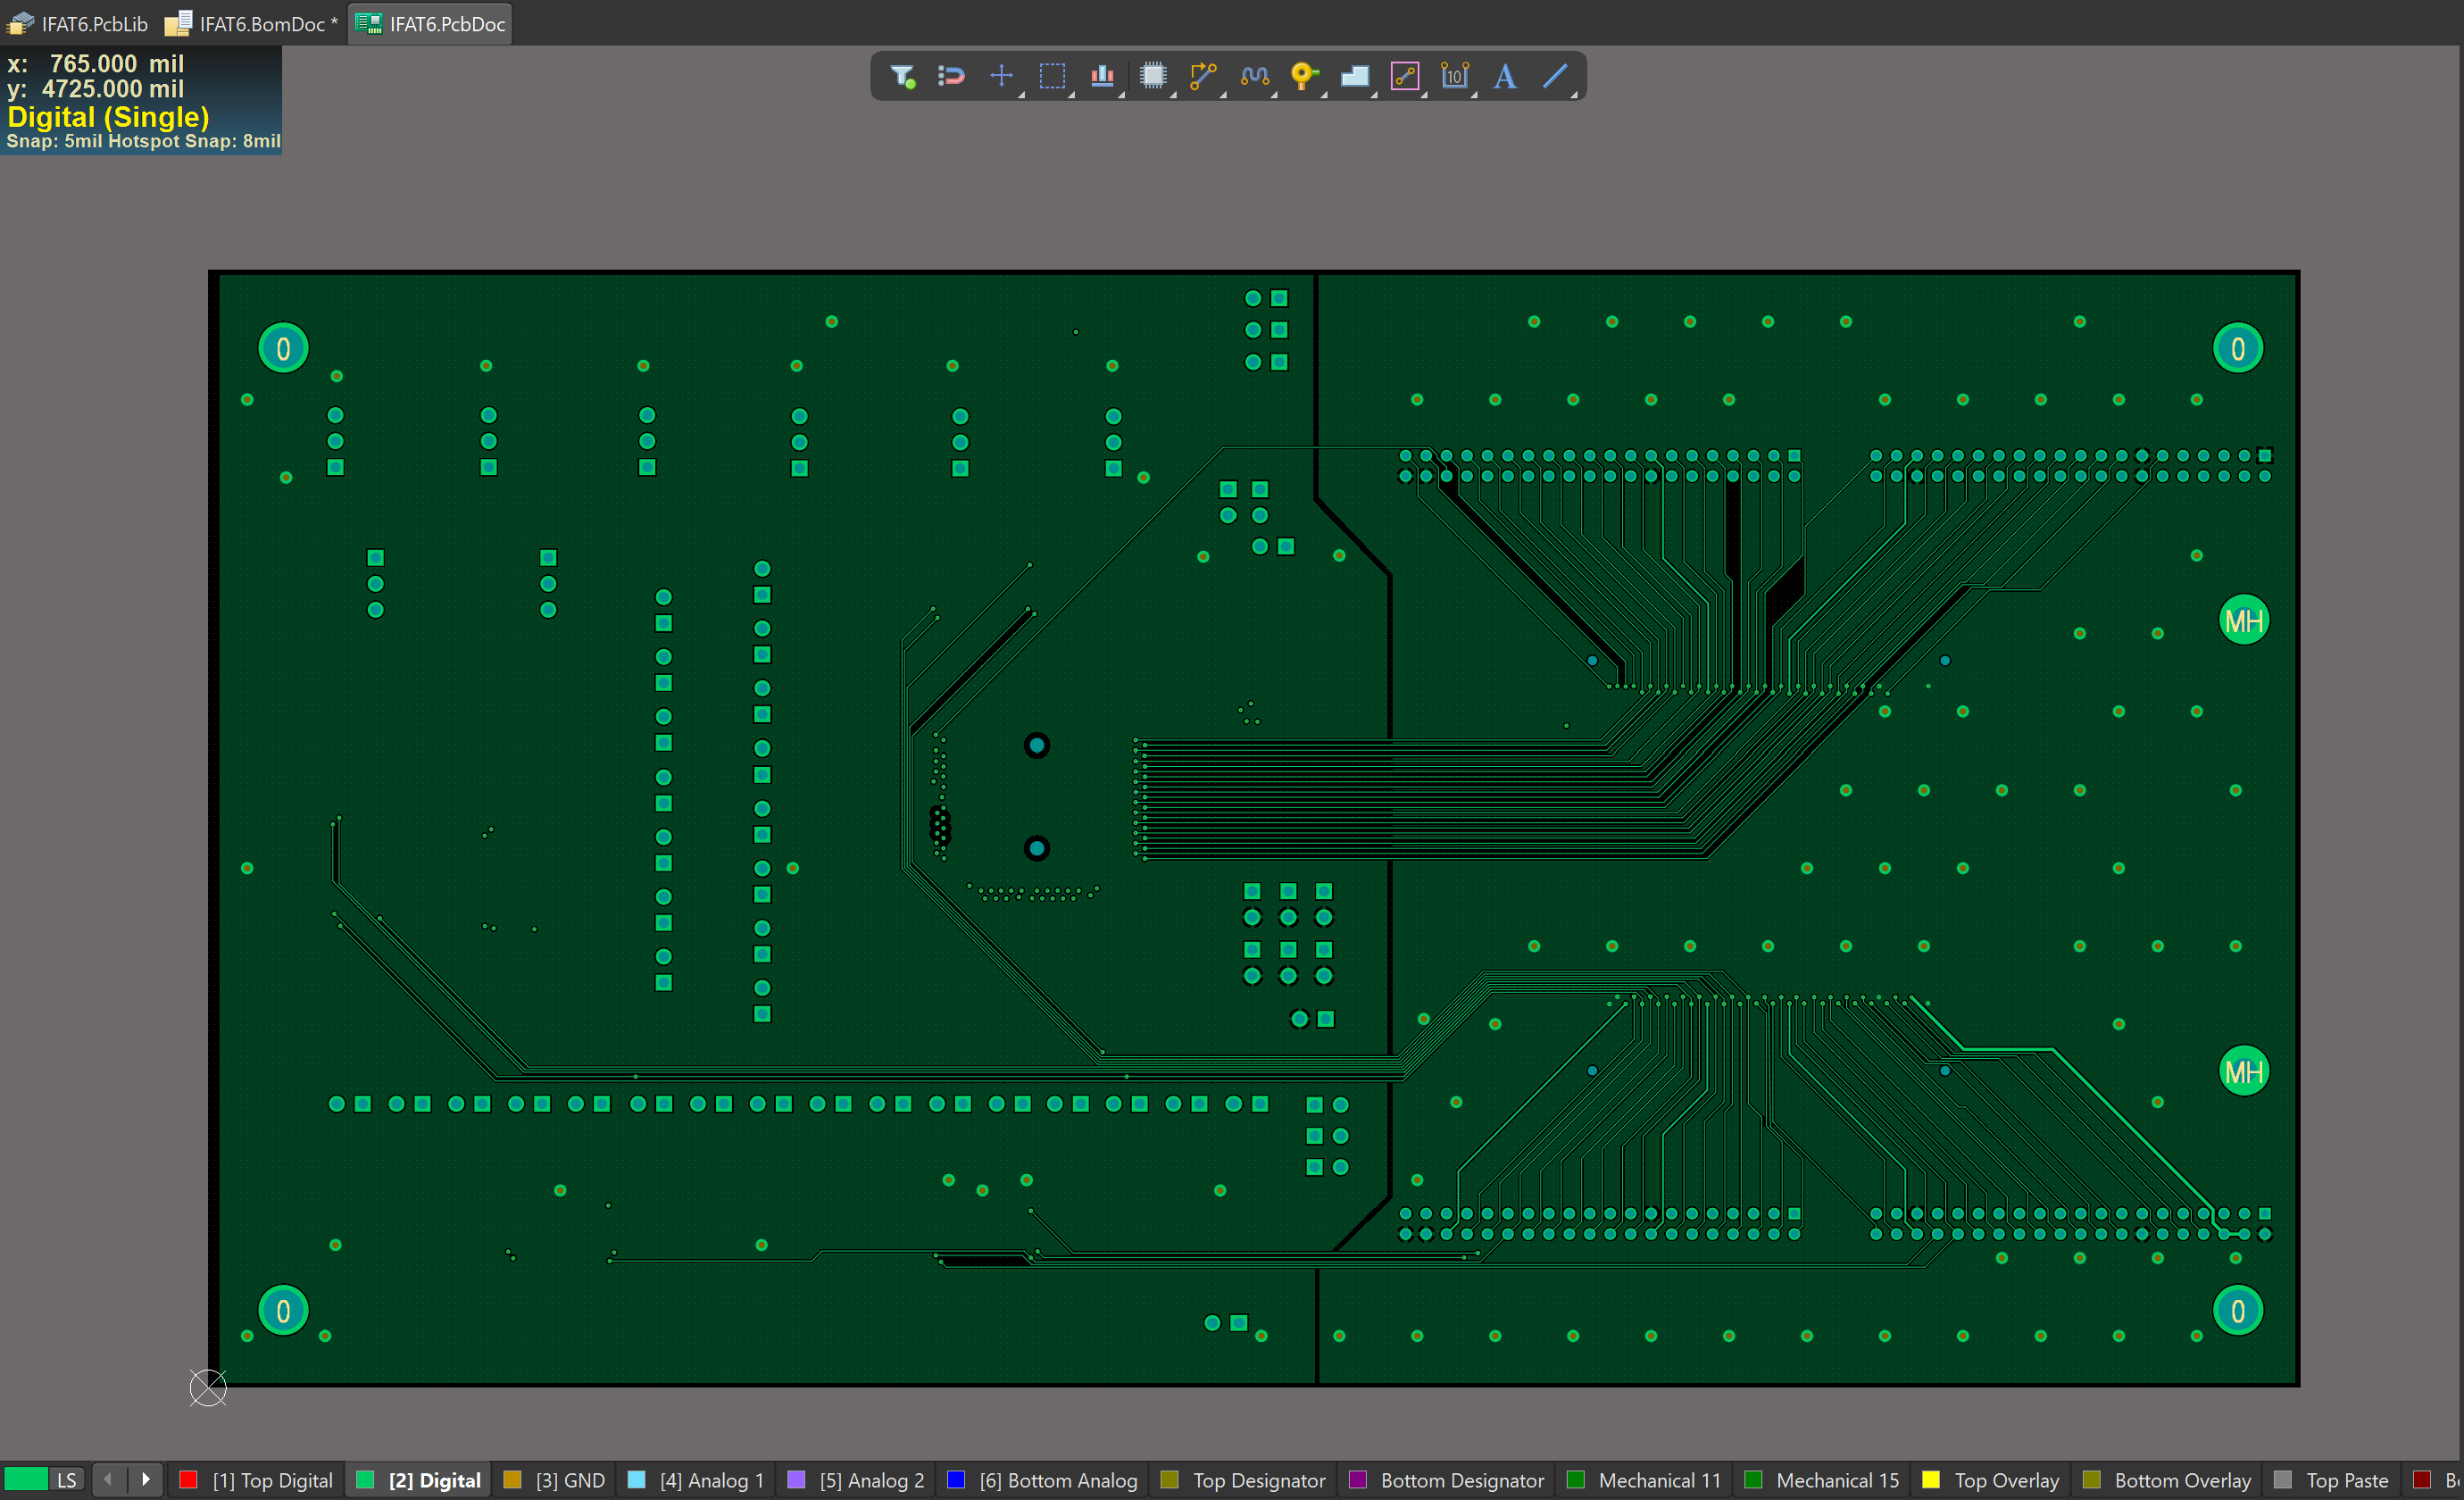 IFAT6.PcbLib IFAT6.BomDoc * IFAT6.PcbDoc
x: 765.000 mil
y: 4725.000 mil
Digital (Single)
Snap: 5mil Hotspot Snap: 8mil
10
A
0 0
MH
MH
0 0
LS [1] Top Digital [2] Digital [3] GND [4] Analog 1 [5] Analog 2 [6] Bottom Analog Top Designator Bottom Designator Mechanical 11 Mechanical 15 Top Overlay Bottom Overlay Top Paste